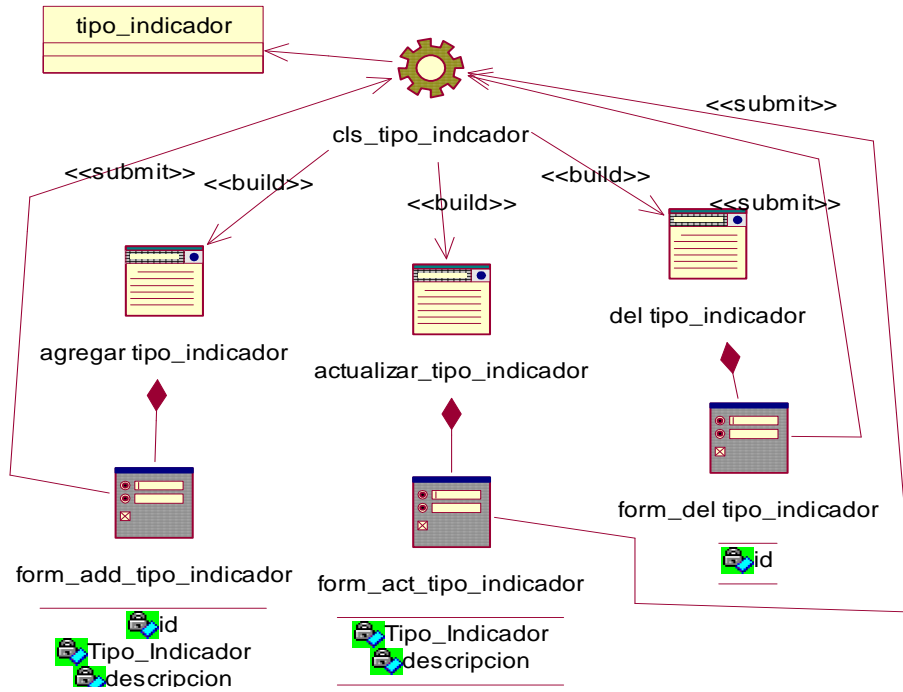 tipo_indicador
<<submit>>
cls_tipo_indcador
<<submit>>
<<build>>
<<build>>
<<build>>
<<submit>>
del tipo_indicador
agregar tipo_indicador
actualizar_tipo_indicador
form_del tipo_indicador
id
form_add_tipo_indicador
form_act_tipo_indicador
id
Tipo_Indicador
descripcion
Tipo_Indicador
descripcion